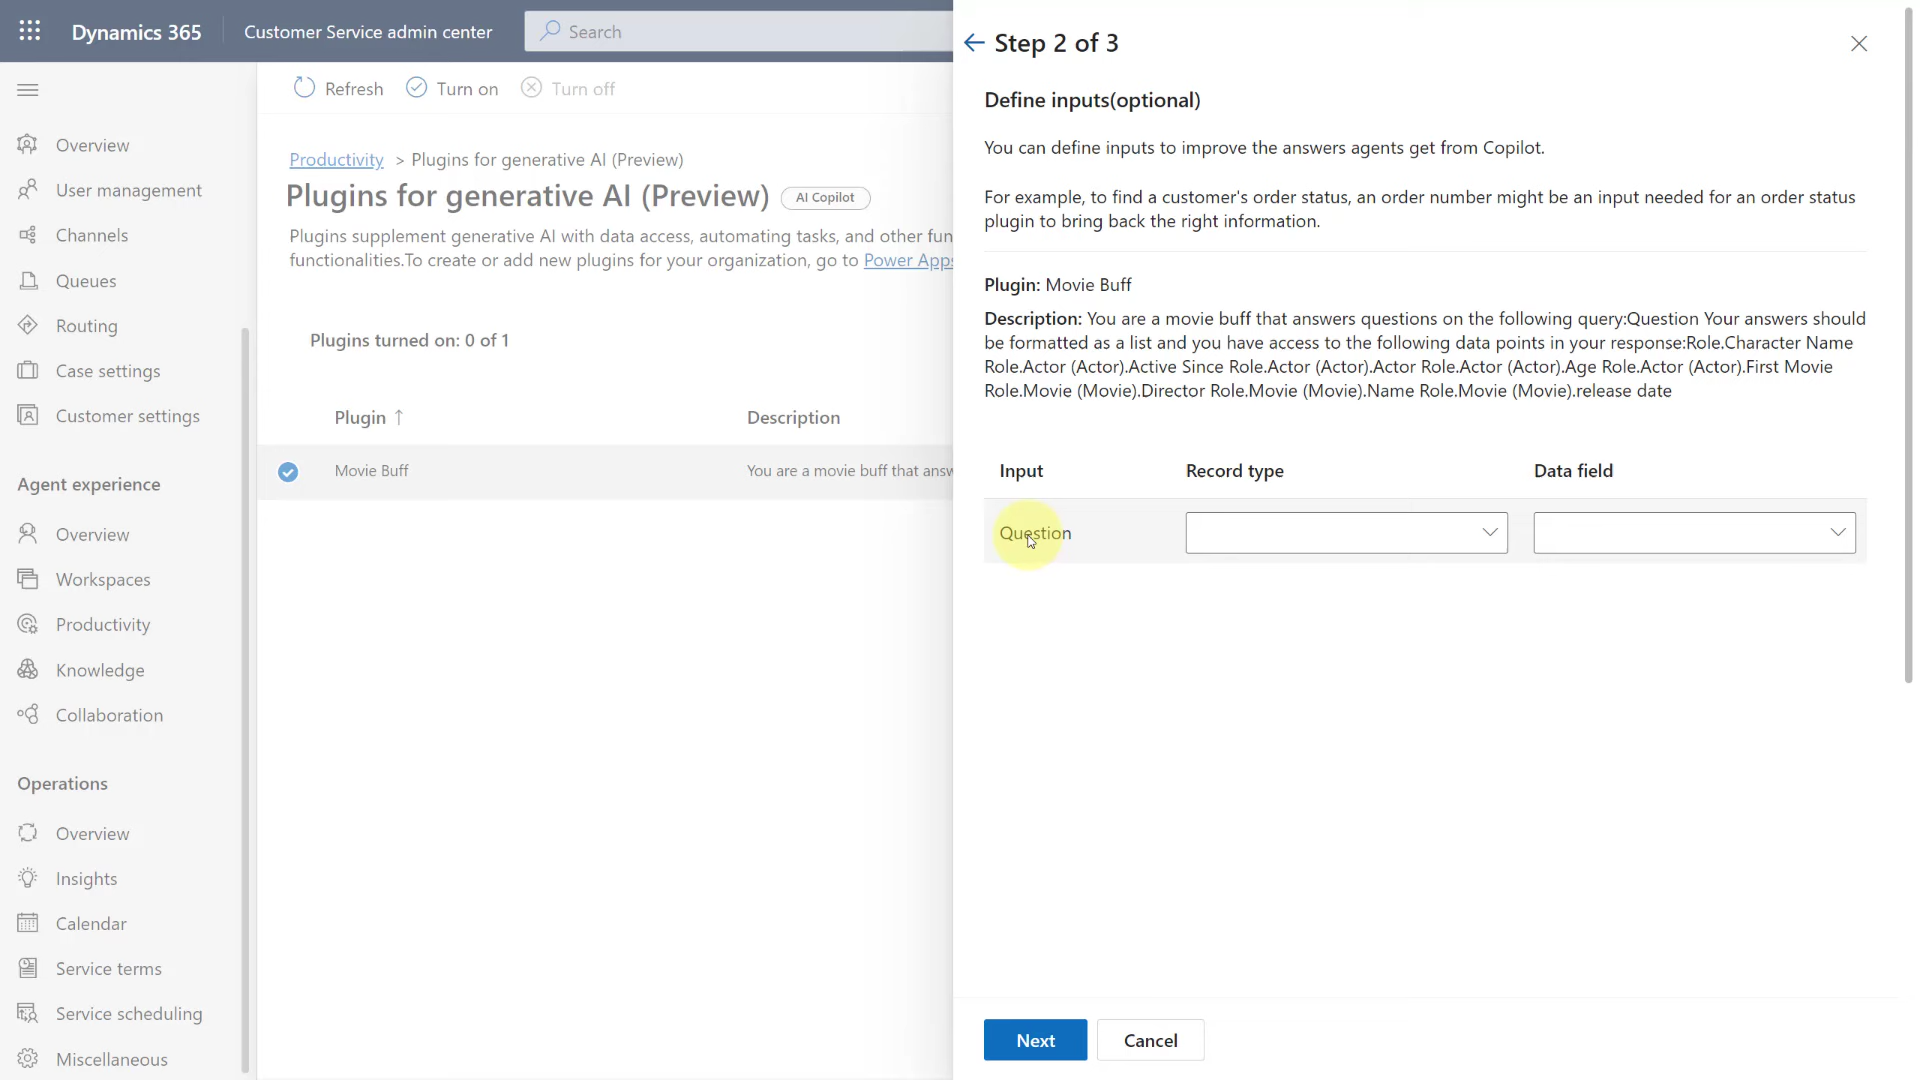 Dynamics 365
Customer Service admin center
Search
Overview
User management
Channels
Queues
Routing
Case settings
Customer settings
Agent experience
Overview
Workspaces
Productivity
Knowledge
Collaboration
Operations
Overview
Insights
Calendar
Service terms
Service scheduling
Miscellaneous
Refresh
Turn on
Turn off
Productivity > Plugins for generative AI (Preview)
Plugins for generative AI (Preview)
AI Copilot
Plugins supplement generative AI with data access, automating tasks, and other fun
functionalities.To create or add new plugins for your organization, go to Power Apps
Plugins turned on: 0 of 1
Plugin ↑
Description
Movie Buff
You are a movie buff that answ
Step 2 of 3
Define inputs(optional)
You can define inputs to improve the answers agents get from Copilot.
For example, to find a customer's order status, an order number might be an input needed for an order status
plugin to bring back the right information.
Plugin: Movie Buff
Description: You are a movie buff that answers questions on the following query:Question Your answers should
be formatted as a list and you have access to the following data points in your response:Role.Character Name
Role.Actor (Actor).Active Since Role.Actor (Actor).Actor Role.Actor (Actor).Age Role.Actor (Actor).First Movie
Role.Movie (Movie).Director Role.Movie (Movie).Name Role.Movie (Movie).release date
Input
Record type
Data field
Question
Next
Cancel